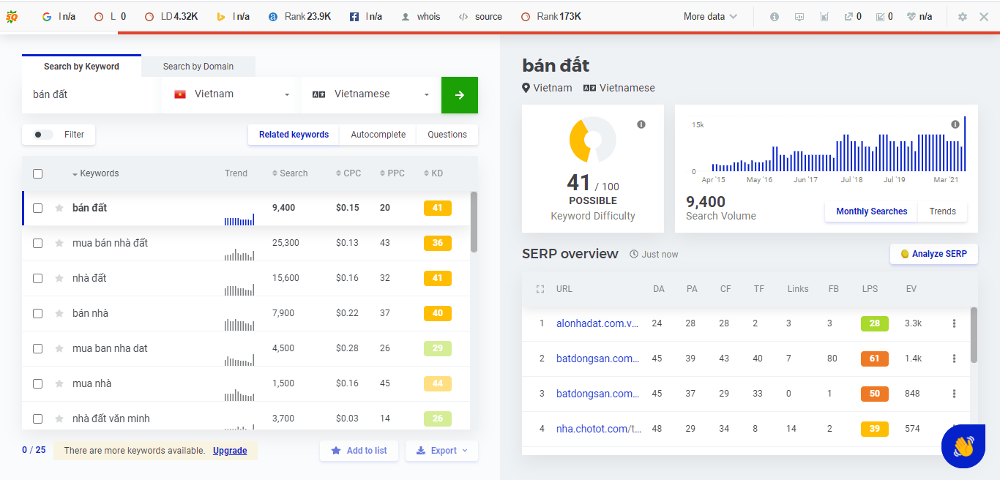 SQ I n/a L 0 LD 4.32K I n/a a Rank 23.9K I n/a whois source Rank 173K More data 0 0 n/a
Search by Keyword Search by Domain
bán đất Vietnam Vietnamese
Filter Related keywords Autocomplete Questions
Keywords Trend Search CPC PPC KD
bán đất 9,400 $0.15 20 41
mua bán nhà đất 25,300 $0.13 43 36
nhà đất 15,600 $0.16 32 41
bán nhà 7,900 $0.22 37 40
mua ban nha dat 4,500 $0.28 26 29
mua nhà 1,500 $0.16 45 44
nhà đất văn minh 3,700 $0.03 14 26
0 / 25 There are more keywords available. Upgrade Add to list Export
bán đất
Vietnam Vietnamese
41 / 100
POSSIBLE
Keyword Difficulty
15k
0
Apr '15 May '16 Jun '17 Jul '18 Jul '19 Mar '21
9,400
Search Volume
Monthly Searches Trends
SERP overview Just now Analyze SERP
URL DA PA CF TF Links FB LPS EV
1 alonhadat.com.v... 24 28 28 2 3 3 28 3.3k
2 batdongsan.com... 45 39 43 40 7 80 61 1.4k
3 batdongsan.com... 45 37 29 33 0 1 50 848
4 nha.chotot.com/t... 48 29 34 8 14 2 39 574